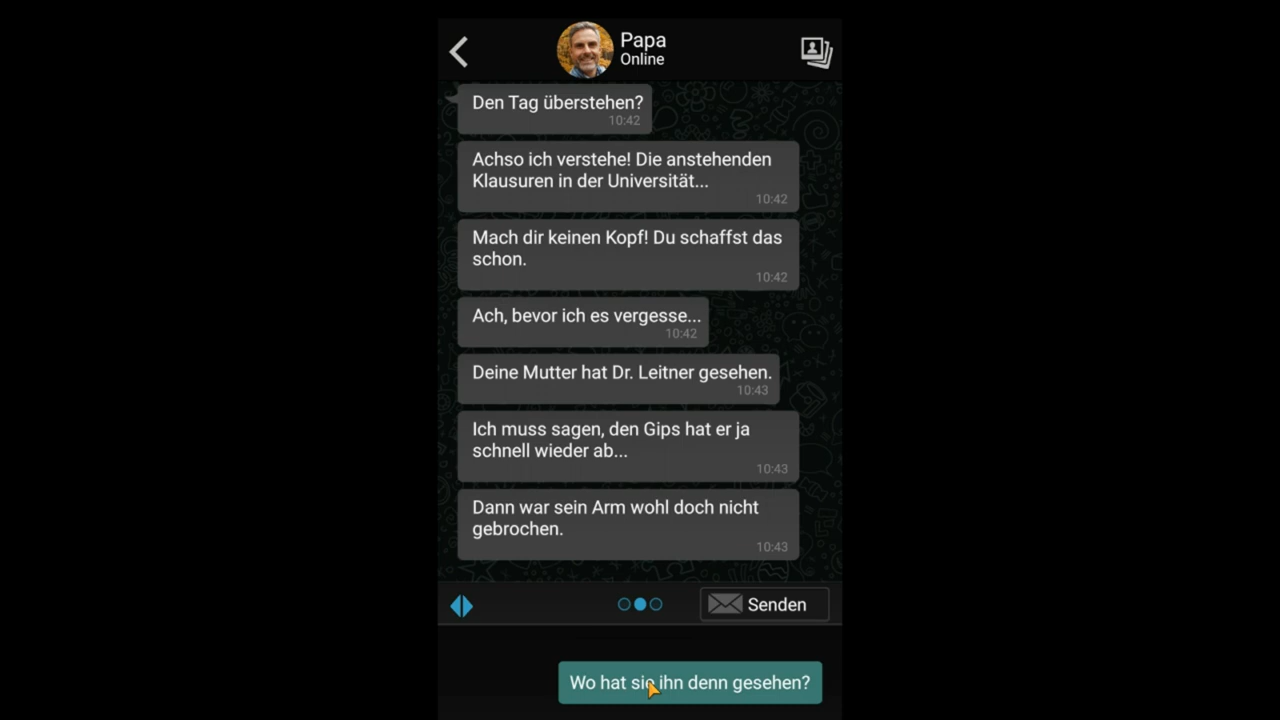 Papa
Online
Den Tag überstehen?
10:42
Achso ich verstehe! Die anstehenden
Klausuren in der Universität...
10:42
Mach dir keinen Kopf! Du schaffst das
schon.
10:42
Ach, bevor ich es vergesse...
10:42
Deine Mutter hat Dr. Leitner gesehen.
10:43
Ich muss sagen, den Gips hat er ja
schnell wieder ab...
10:43
Dann war sein Arm wohl doch nicht
gebrochen.
10:43
Senden
Wo hat sie ihn denn gesehen?